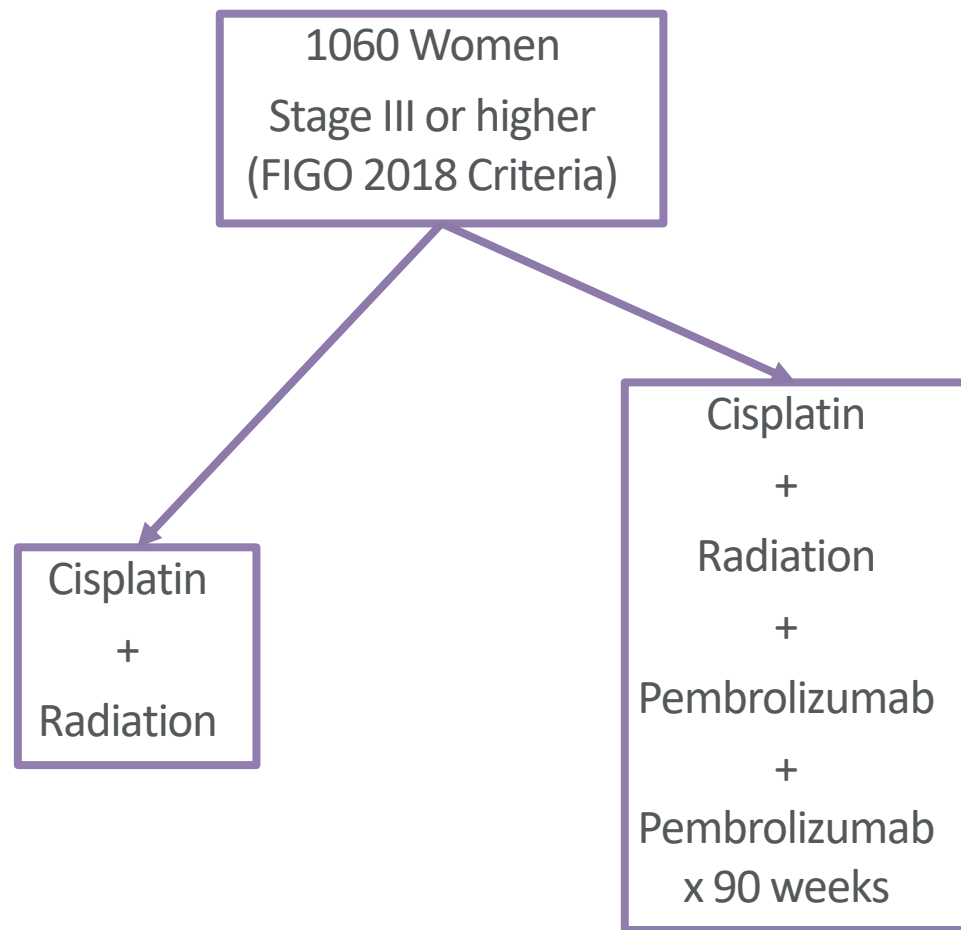 1060 Women
Stage III or higher
(FIGO 2018 Criteria)
Cisplatin
+
Radiation
Cisplatin
+
Radiation
+
Pembrolizumab
+
Pembrolizumab
x 90 weeks